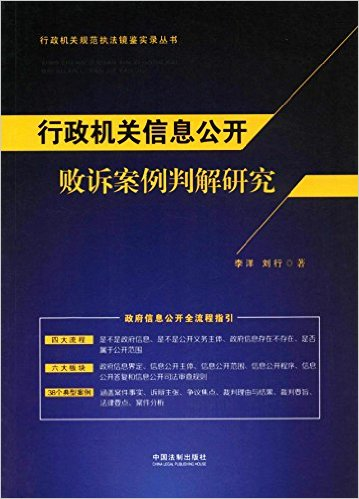 行政机关规范执法镜鉴实录丛书
行政机关信息公开
败诉案例判解研究
李洋 刘行◎著
政府信息公开全流程指引
四大流程 是不是政府信息、是不是公开义务主体、政府信息存在不存在、是否
属于公开范围
六大板块 政府信息界定、信息公开主体、信息公开范围、信息公开程序、信息
公开答复和信息公开司法审查规则
38个典型案例 涵盖案件事实、诉辩主张、争议焦点、裁判理由与结果、裁判要旨、
法律要点、案件分析
中国法制出版社
CHINA LEGAL PUBLISHING HOUSE